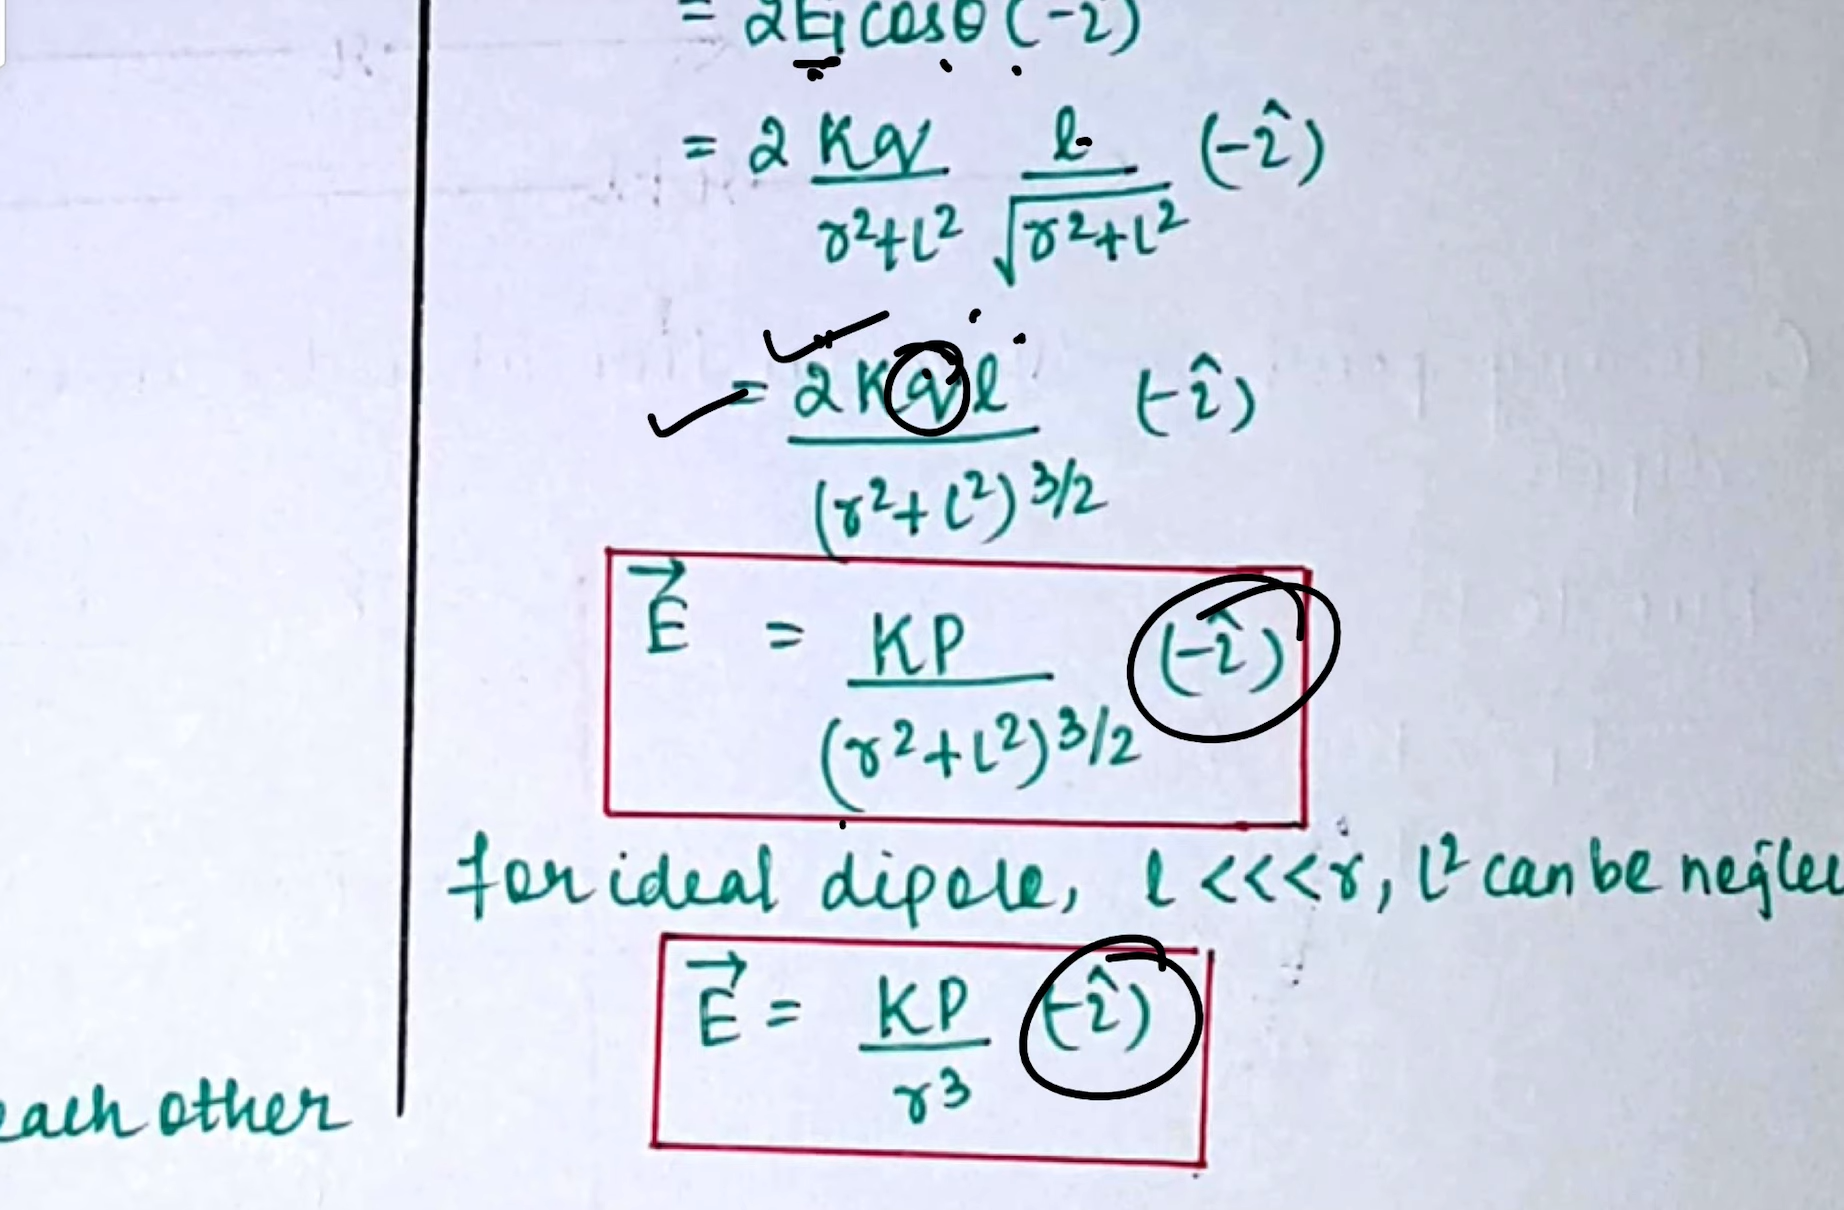 = 2E₁ cosθ (-î)
= 2 Kq/r²+l² l/√r²+l² (-î)
= 2Kql/(r²+l²)3/2 (-î)
E⃗ = KP/(r²+l²)3/2 (-î)
for ideal dipole, l <<< r, l² can be neglec
E⃗ = KP/r3 (-î)
each other